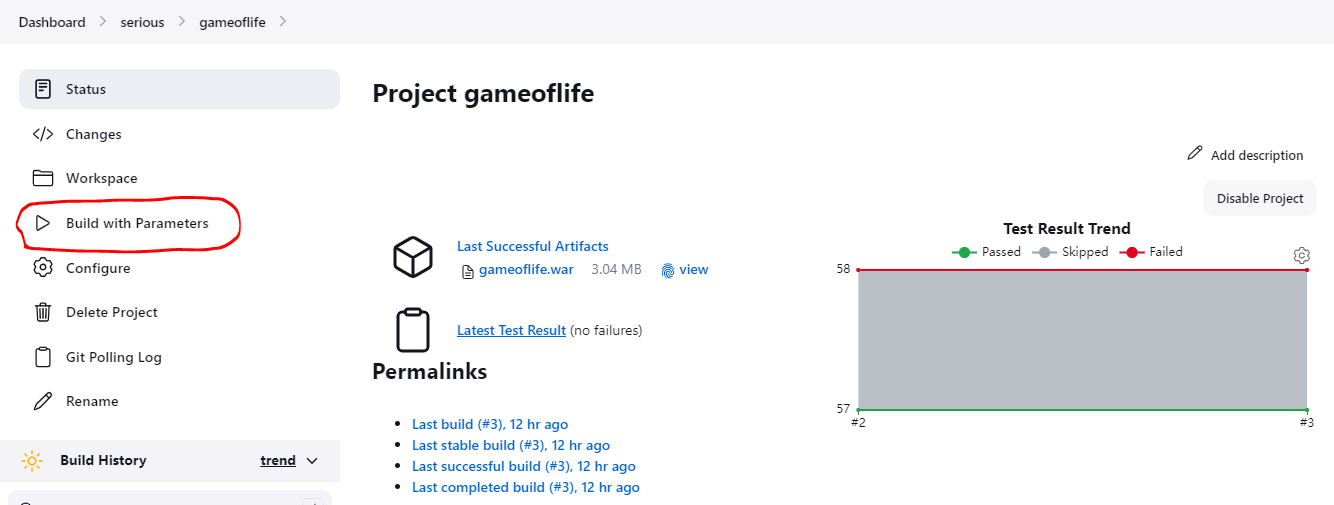 Dashboard > serious > gameoflife >
Status
Changes
Workspace
Build with Parameters
Configure
Delete Project
Git Polling Log
Rename
Build History trend
Project gameoflife
Add description
Disable Project
Last Successful Artifacts
gameoflife.war 3.04 MB view
Latest Test Result (no failures)
Permalinks
Last build (#3), 12 hr ago
Last stable build (#3), 12 hr ago
Last successful build (#3), 12 hr ago
Last completed build (#3), 12 hr ago
Test Result Trend
Passed Skipped Failed
58
57
#2 #3